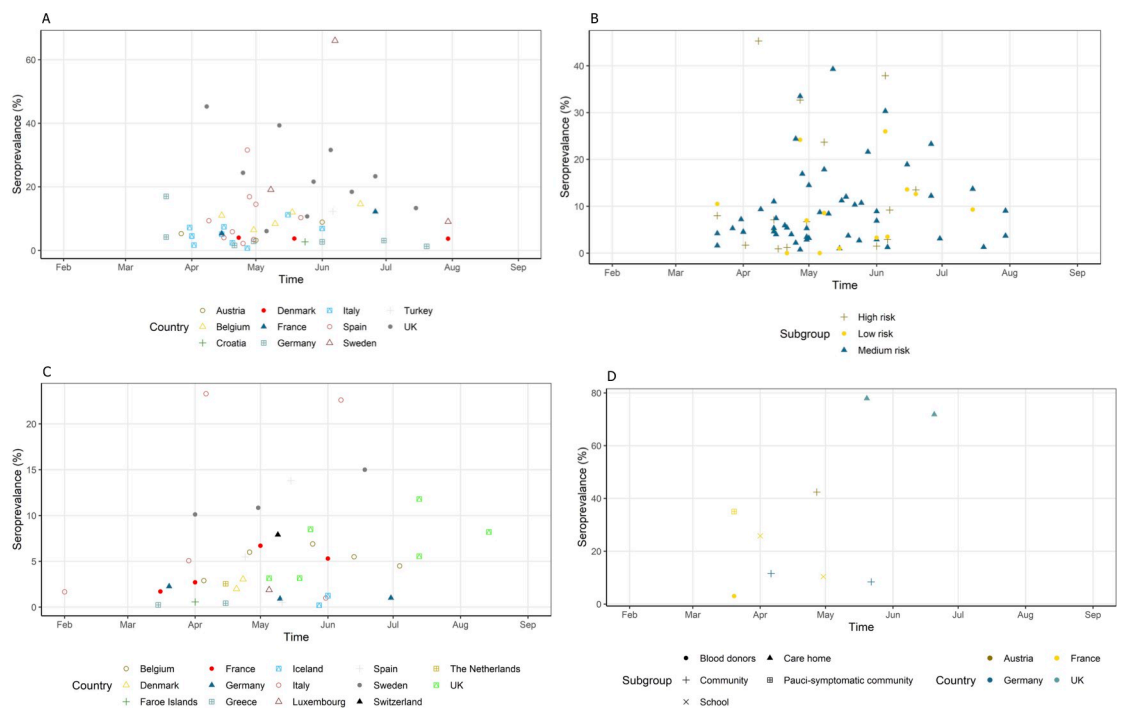 A
60
40
20
0
Seroprevalance (%)
Feb Mar Apr May Jun Jul Aug Sep
Time
Country
Austria Denmark Italy Turkey
Belgium France Spain UK
Croatia Germany Sweden
B
40
30
20
10
0
Seroprevalance (%)
Feb Mar Apr May Jun Jul Aug Sep
Time
Subgroup
High risk
Low risk
Medium risk
C
20
15
10
5
0
Seroprevalance (%)
Feb Mar Apr May Jun Jul Aug Sep
Time
Country
Belgium France Iceland Spain The Netherlands
Denmark Germany Italy Sweden UK
Faroe Islands Greece Luxembourg Switzerland
D
80
60
40
20
0
Seroprevalance (%)
Feb Mar Apr May Jun Jul Aug Sep
Time
Subgroup
Blood donors Care home
Community Pauci-symptomatic community
School
Country
Austria France
Germany UK